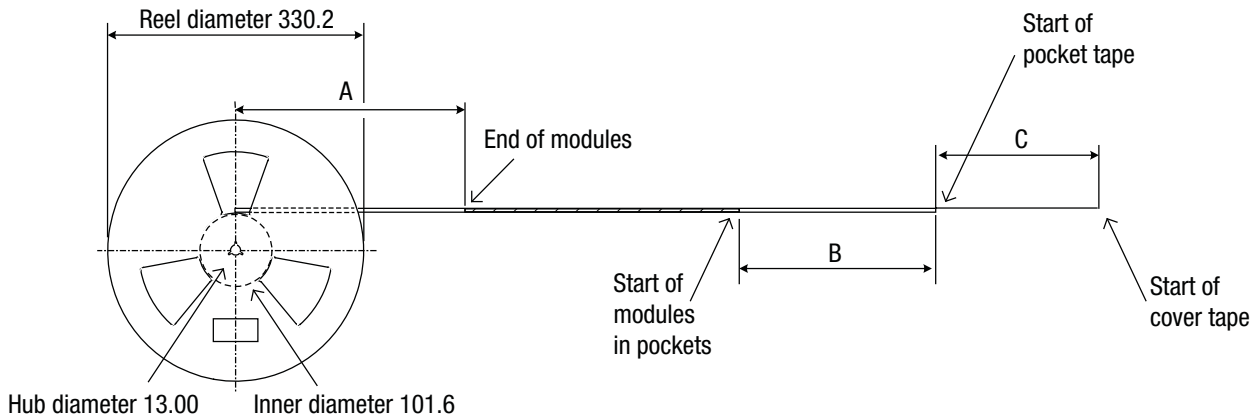 Reel diameter 330.2
Start of
pocket tape
A
End of modules
C
B
Start of
modules
in pockets
Start of
cover tape
Hub diameter 13.00
Inner diameter 101.6